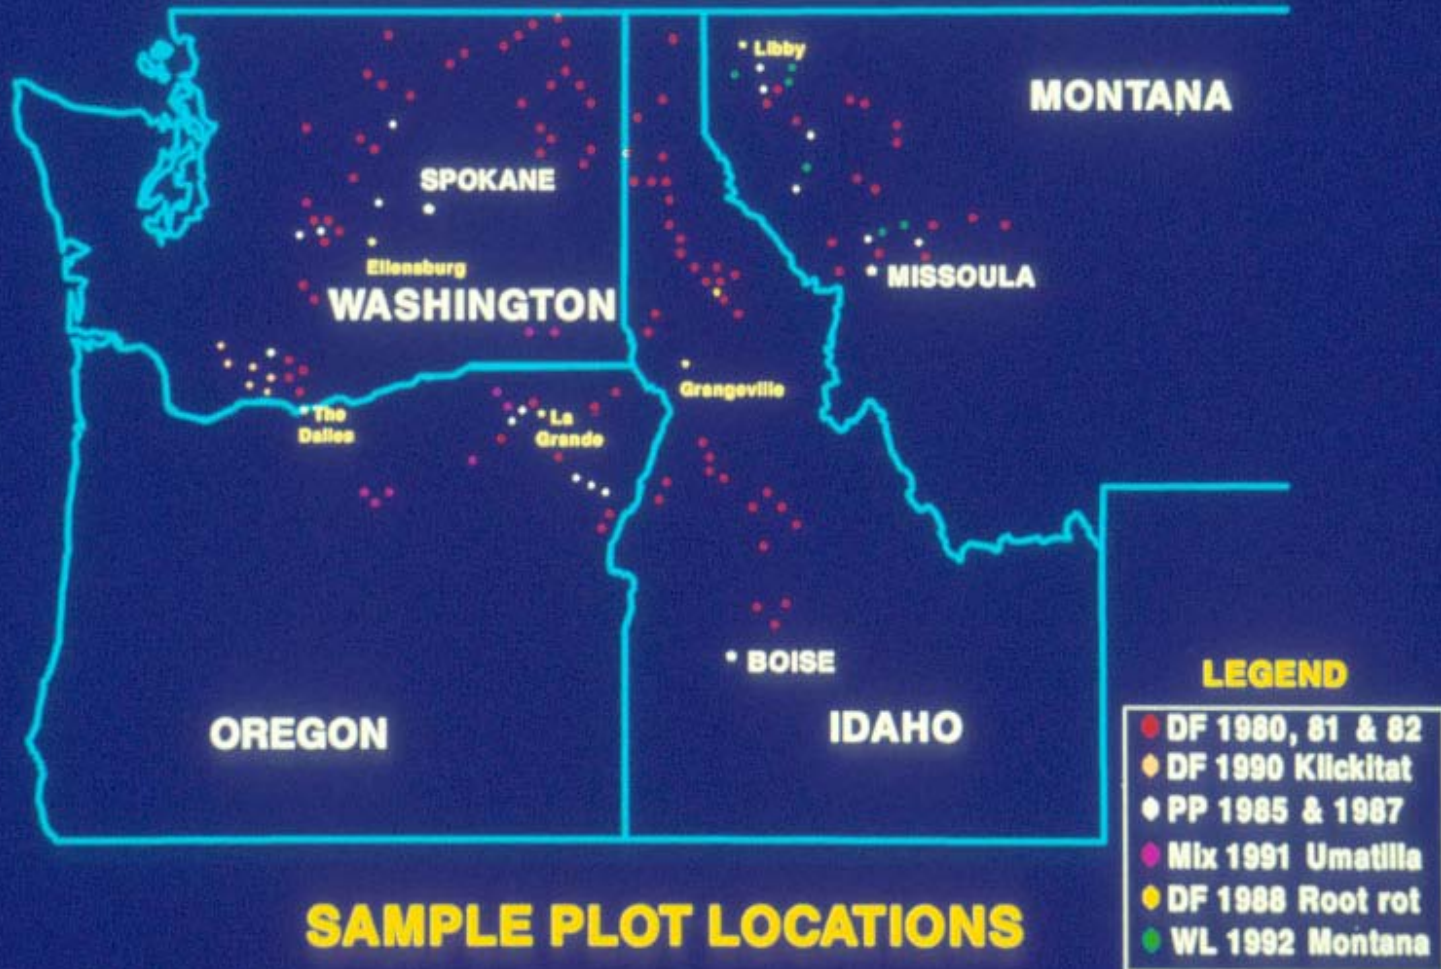 Libby
MONTANA
SPOKANE
Ellensburg
MISSOULA
WASHINGTON
Grangeville
The
Dalles
La
Grande
BOISE
OREGON
IDAHO
LEGEND
DF 1980, 81 & 82
DF 1990 Klickitat
PP 1985 & 1987
Mix 1991 Umatilla
DF 1988 Root rot
WL 1992 Montana
SAMPLE PLOT LOCATIONS